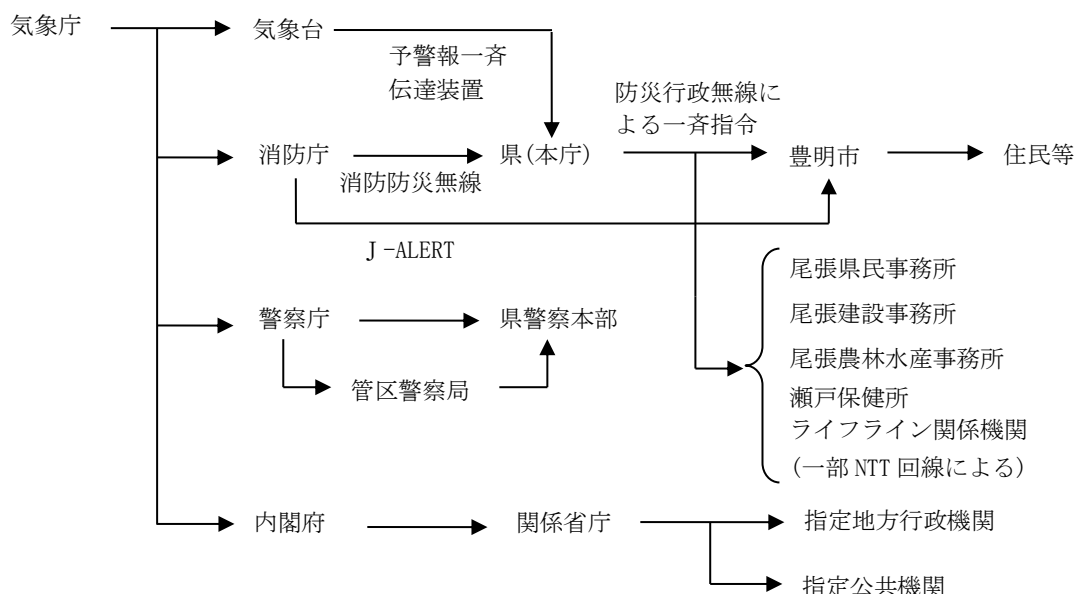 気象庁
気象台
予警報一斉
伝達装置
防災行政無線に
よる一斉指令
消防庁
県(本庁)
豊明市
住民等
消防防災無線
J-ALERT
尾張県民事務所
尾張建設事務所
警察庁
県警察本部
尾張農林水産事務所
管区警察局
瀬戸保健所
ライフライン関係機関
(一部 NTT 回線による)
内閣府
関係省庁
指定地方行政機関
指定公共機関